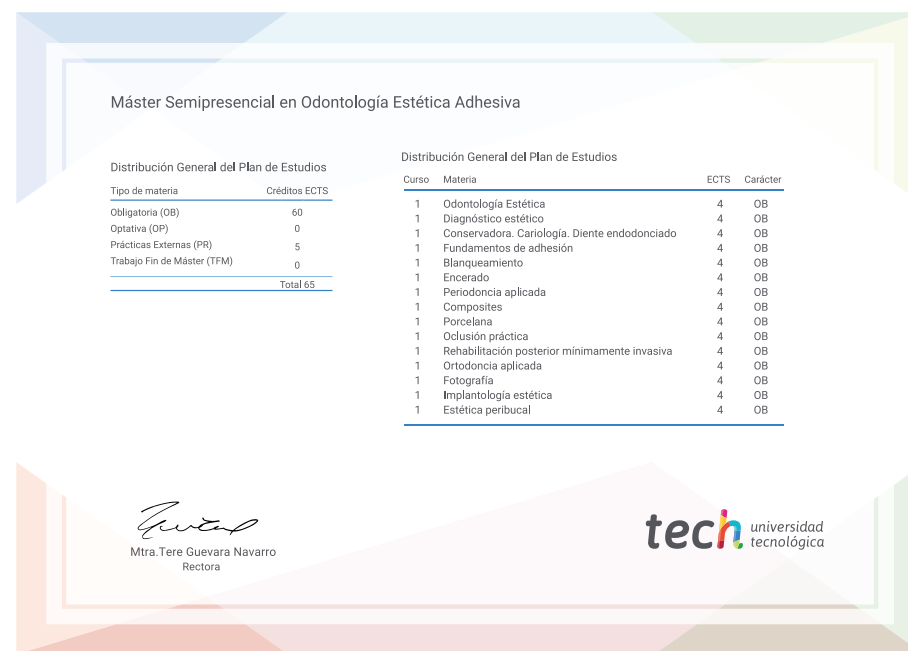 Máster Semipresencial en Odontología Estética Adhesiva
Distribución General del Plan de Estudios
Tipo de materia Créditos ECTS
Obligatoria (OB) 60
Optativa (OP) 0
Prácticas Externas (PR) 5
Trabajo Fin de Máster (TFM) 0
Total 65
Distribución General del Plan de Estudios
Curso Materia ECTS Carácter
1 Odontología Estética 4 OB
1 Diagnóstico estético 4 OB
1 Conservadora. Cariología. Diente endodonciado 4 OB
1 Fundamentos de adhesión 4 OB
1 Blanqueamiento 4 OB
1 Encerado 4 OB
1 Periodoncia aplicada 4 OB
1 Composites 4 OB
1 Porcelana 4 OB
1 Oclusión práctica 4 OB
1 Rehabilitación posterior mínimamente invasiva 4 OB
1 Ortodoncia aplicada 4 OB
1 Fotografía 4 OB
1 Implantología estética 4 OB
1 Estética peribucal 4 OB
Mtra.Tere Guevara Navarro
Rectora
tech universidad
tecnológica